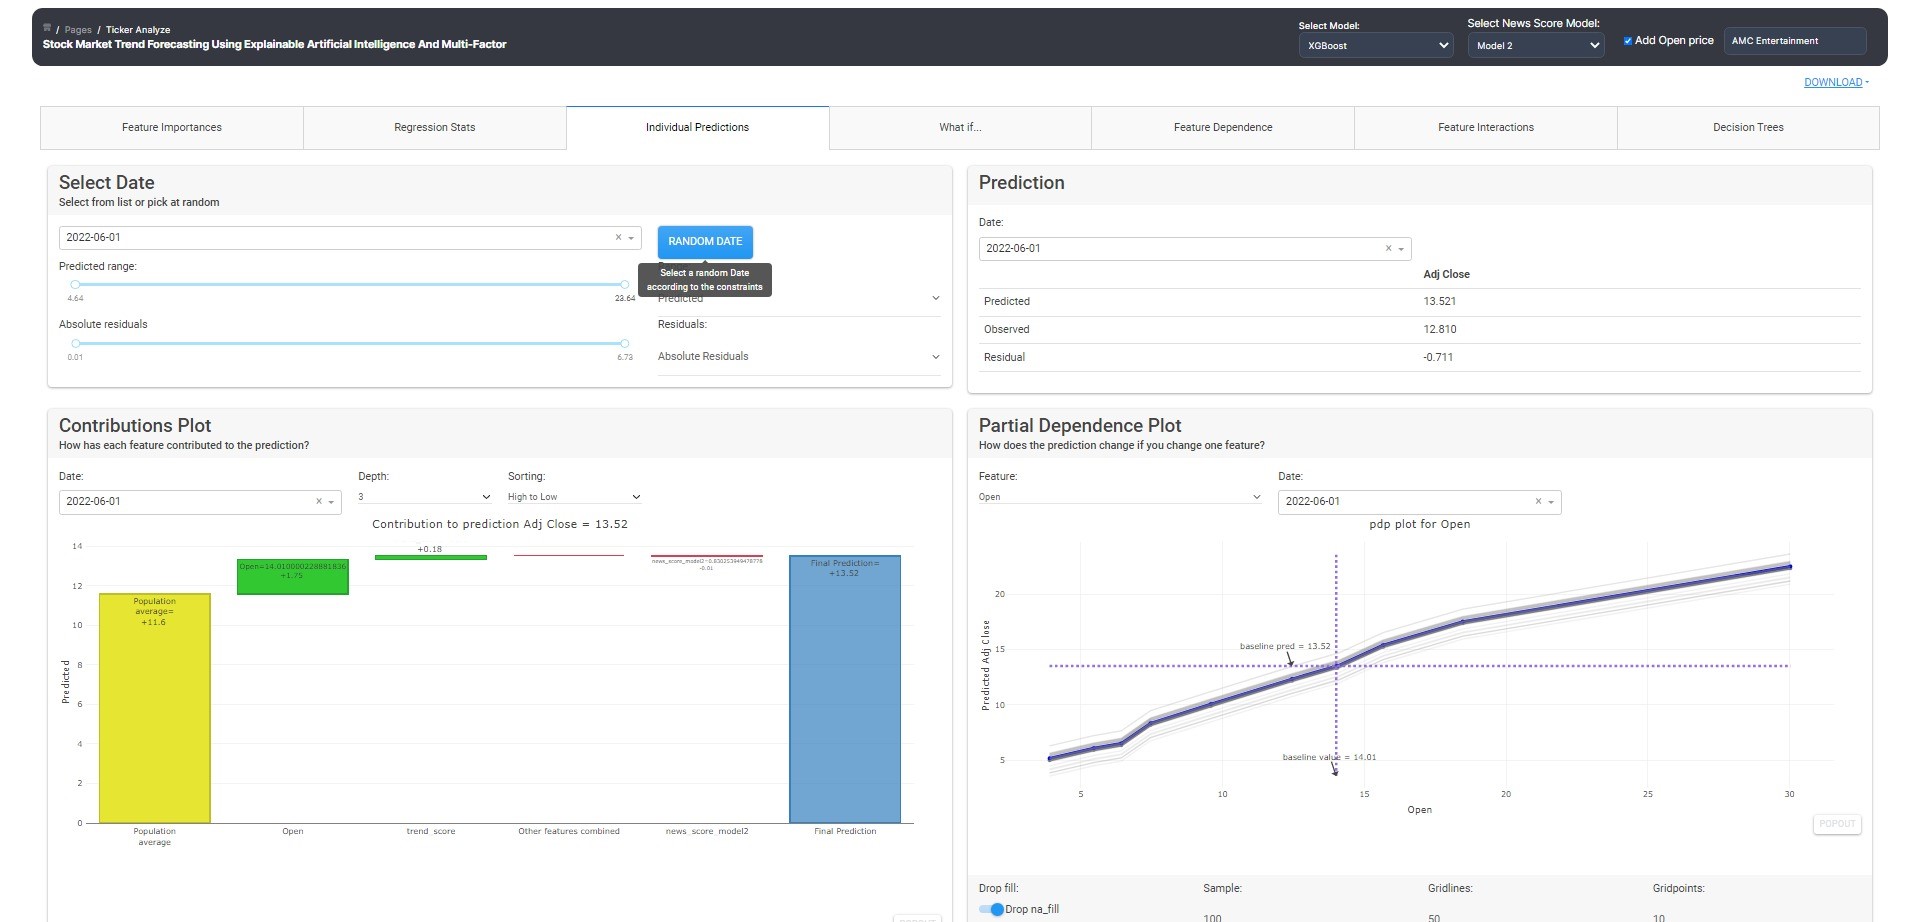 / Pages / Ticker Analyze
Stock Market Trend Forecasting Using Explainable Artificial Intelligence And Multi-Factor
Select Model:
XGBoost
Select News Score Model:
Model 2
Add Open price
AMC Entertainment
DOWNLOAD
Feature Importances
Regression Stats
Individual Predictions
What if...
Feature Dependence
Feature Interactions
Decision Trees
Select Date
Select from list or pick at random
2022-06-01
RANDOM DATE
Select a random Date
according to the constraints
Predicted range:
4.64
23.64
Predicted
Absolute residuals
0.01
6.73
Residuals:
Absolute Residuals
Prediction
Date:
2022-06-01
Adj Close
Predicted 13.521
Observed 12.810
Residual -0.711
Contributions Plot
How has each feature contributed to the prediction?
Date:
2022-06-01
Depth:
3
Sorting:
High to Low
Contribution to prediction Adj Close = 13.52
Predicted
14
12
10
8
6
4
2
0
Population
average=
+11.6
Open=14.010000228881836
+1.75
+0.18
-0.01
Final Prediction=
+13.52
Population
average
Open
trend_score
Other features combined
news_score_model2
Final Prediction
Partial Dependence Plot
How does the prediction change if you change one feature?
Feature:
Open
Date:
2022-06-01
pdp plot for Open
Predicted Adj Close
20
15
10
5
baseline pred = 13.52
baseline value = 14.01
5
10
15
20
25
30
Open
POPOUT
Drop fill:
Drop na_fill
Sample:
100
Gridlines:
50
Gridpoints:
10